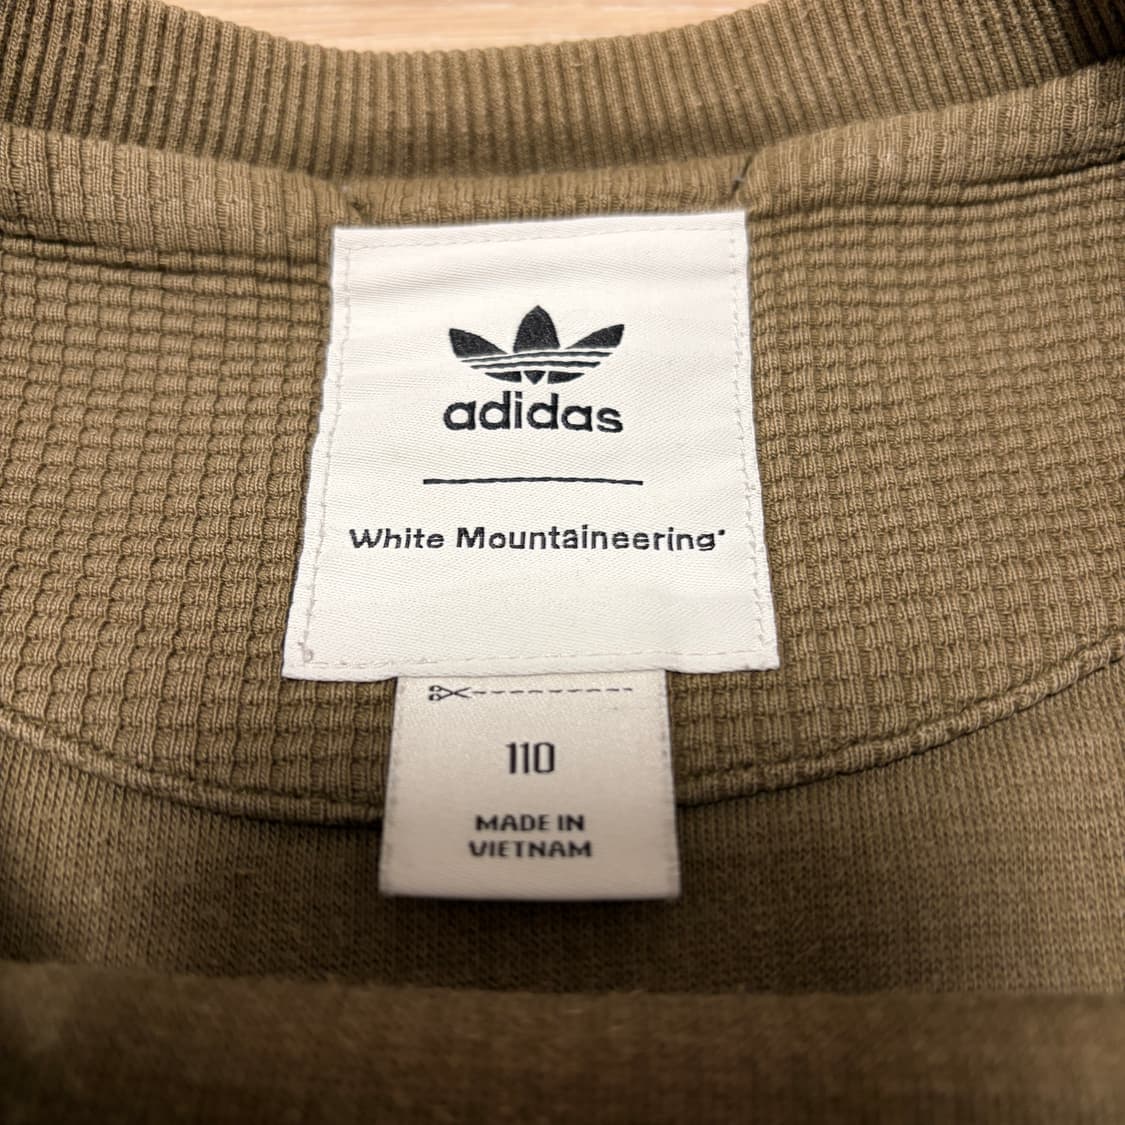 adidas
White Mountaineering®
110
MADE IN
VIETNAM